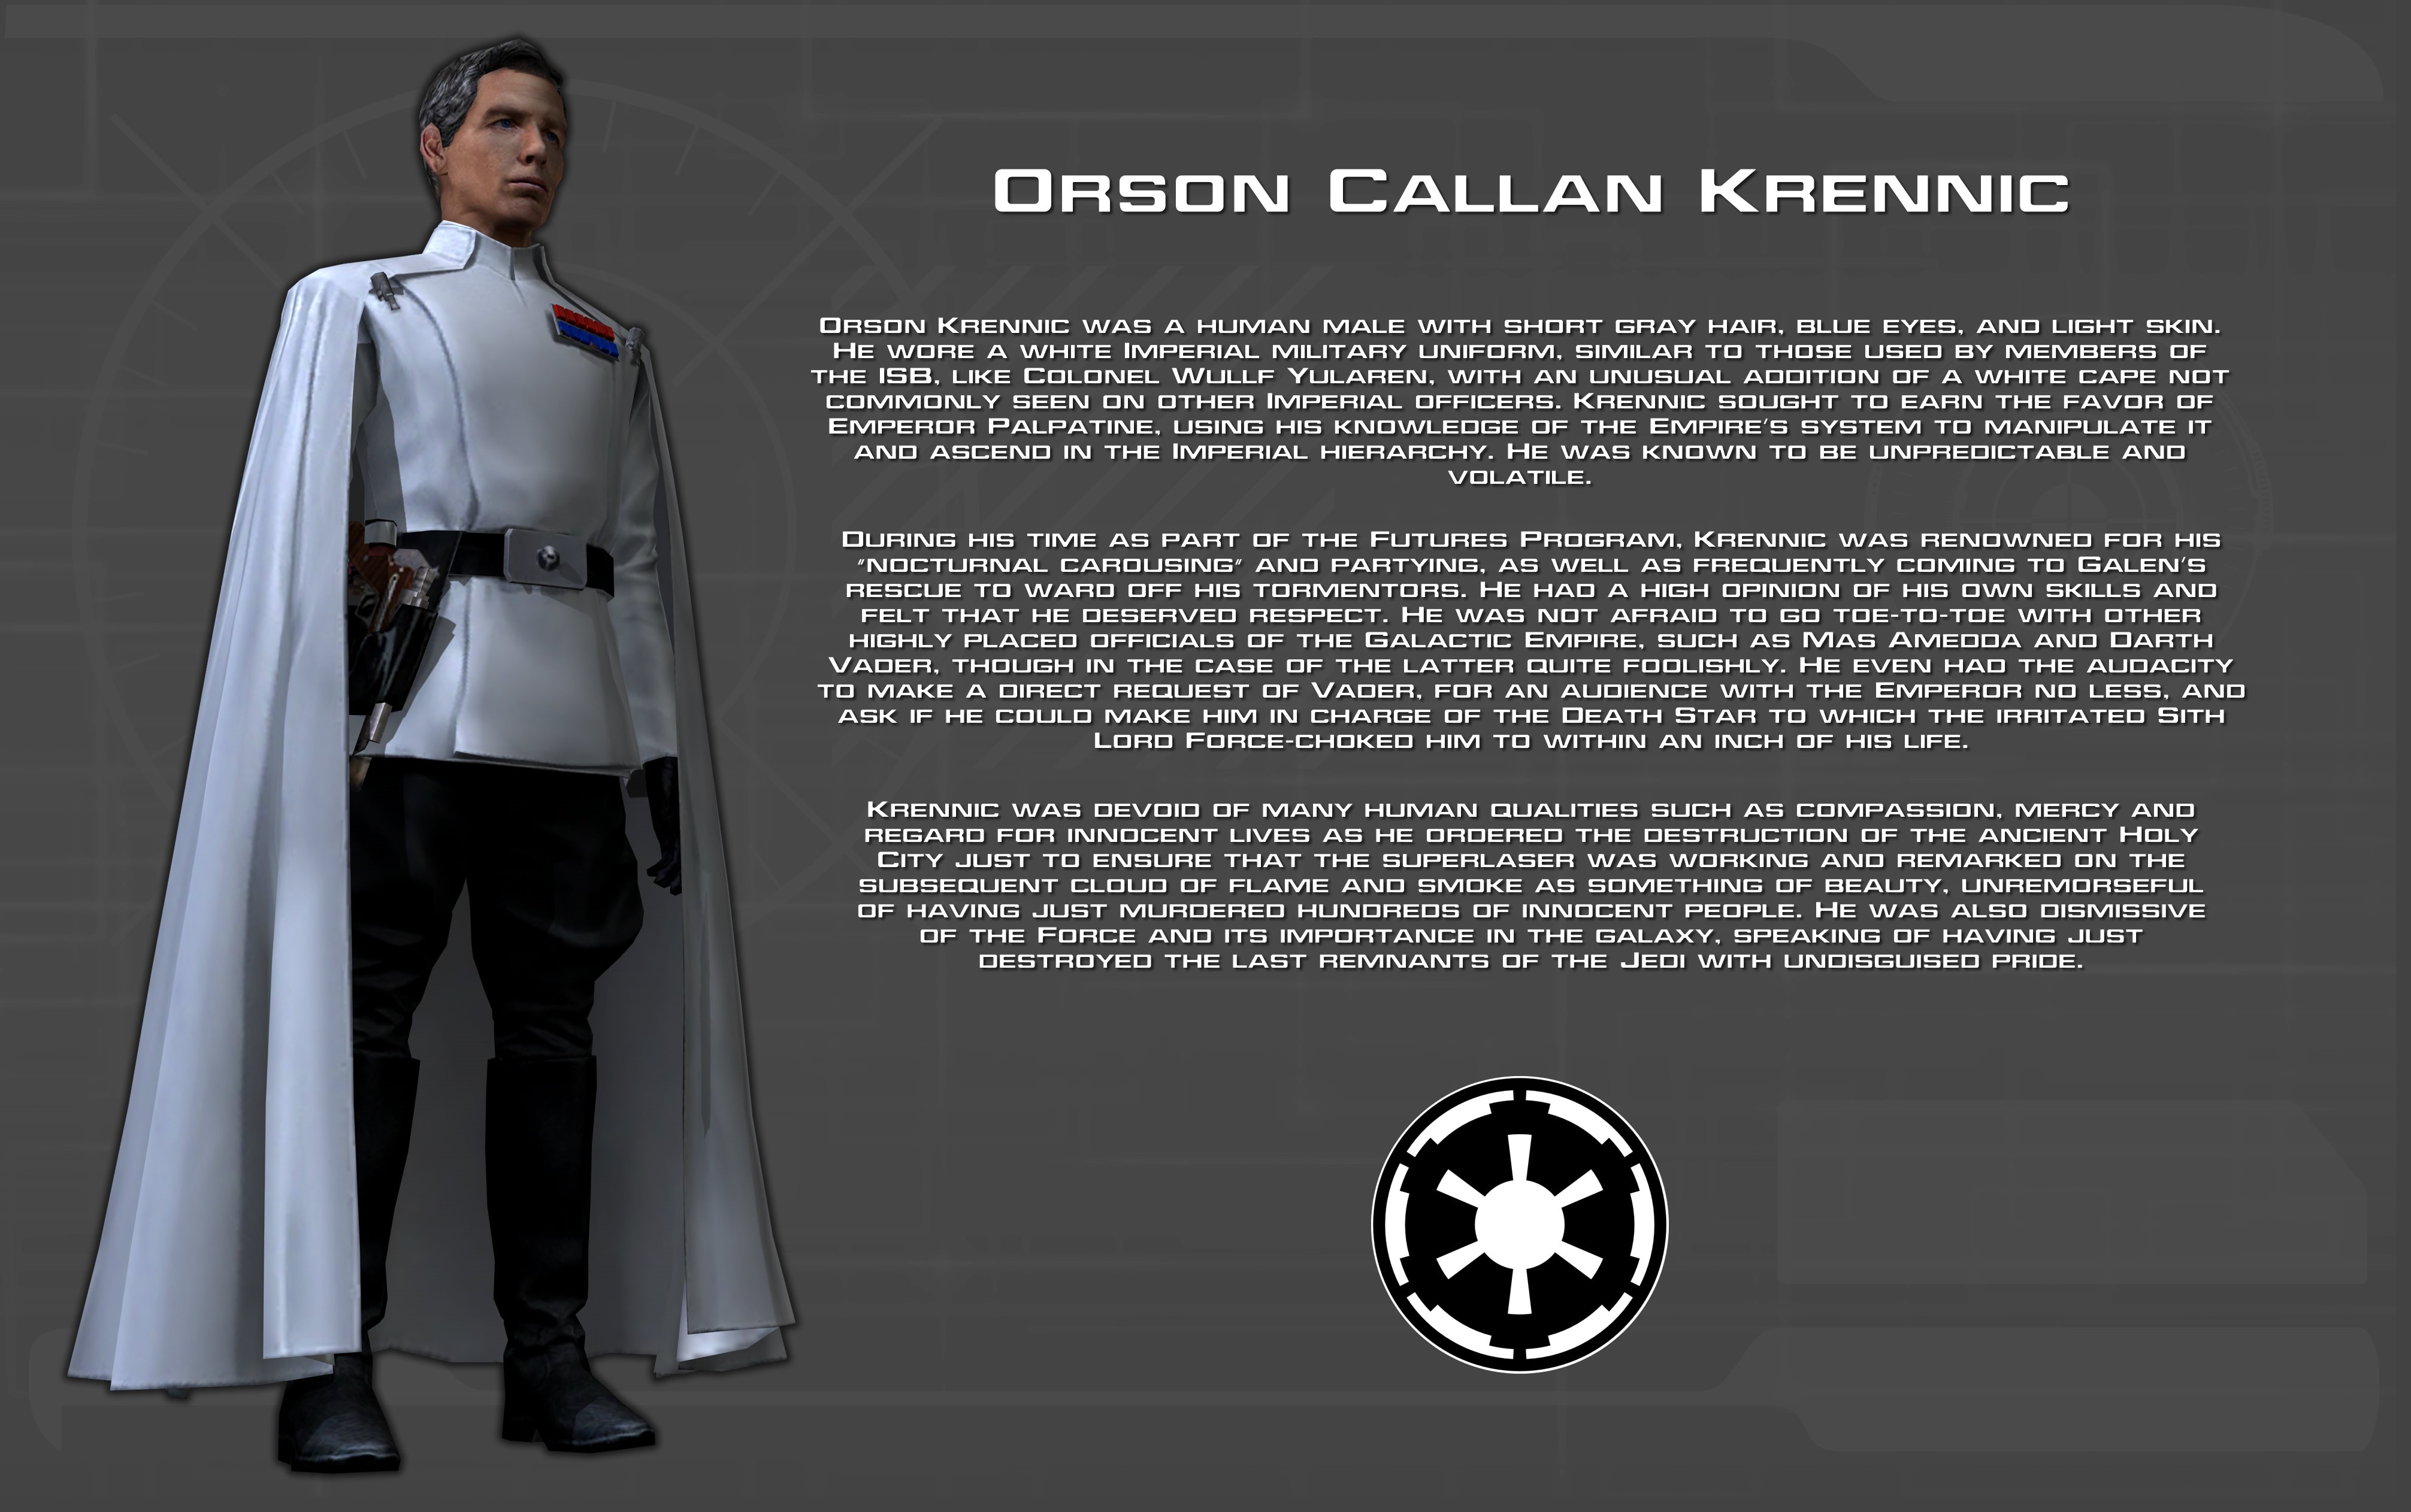 Orson Callan Krennic
Orson Krennic was a human male with short gray hair, blue eyes, and light skin.
He wore a white Imperial military uniform, similar to those used by members of
the ISB, like Colonel Wullf Yularen, with an unusual addition of a white cape not
commonly seen on other Imperial officers. Krennic sought to earn the favor of
Emperor Palpatine, using his knowledge of the Empire's system to manipulate it
and ascend in the Imperial hierarchy. He was known to be unpredictable and
volatile.
During his time as part of the Futures Program, Krennic was renowned for his
"nocturnal carousing" and partying, as well as frequently coming to Galen's
rescue to ward off his tormentors. He had a high opinion of his own skills and
felt that he deserved respect. He was not afraid to go toe-to-toe with other
highly placed officials of the Galactic Empire, such as Mas Amedda and Darth
Vader, though in the case of the latter quite foolishly. He even had the audacity
to make a direct request of Vader, for an audience with the Emperor no less, and
ask if he could make him in charge of the Death Star to which the irritated Sith
Lord Force-choked him to within an inch of his life.
Krennic was devoid of many human qualities such as compassion, mercy and
regard for innocent lives as he ordered the destruction of the ancient Holy
City just to ensure that the superlaser was working and remarked on the
subsequent cloud of flame and smoke as something of beauty, unremorseful
of having just murdered hundreds of innocent people. He was also dismissive
of the Force and its importance in the galaxy, speaking of having just
destroyed the last remnants of the Jedi with undisguised pride.